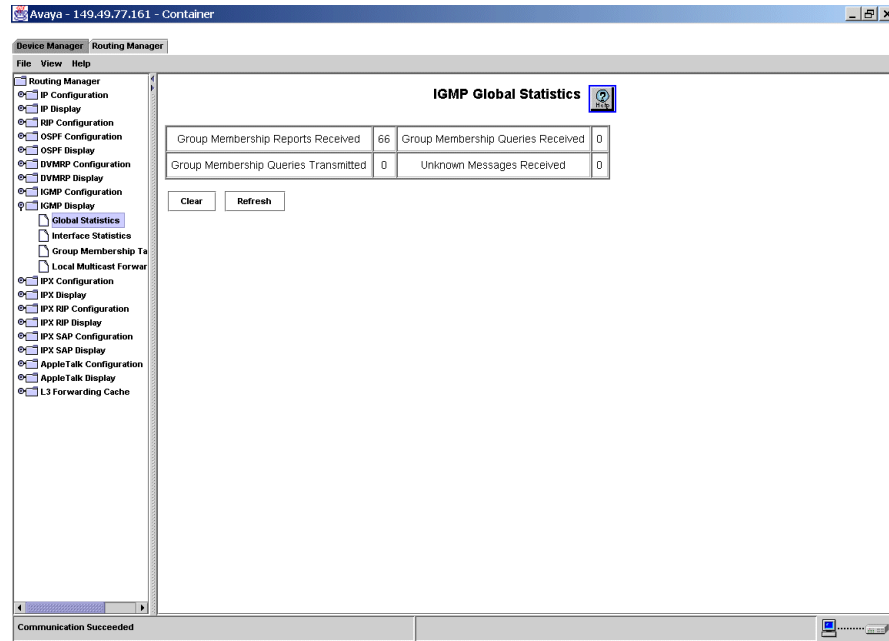 Avaya - 149.49.77.161 - Container
Device Manager Routing Manager
File View Help
Routing Manager
IP Configuration
IP Display
RIP Configuration
OSPF Configuration
OSPF Display
DVMRP Configuration
DVMRP Display
IGMP Configuration
IGMP Display
Global Statistics
Interface Statistics
Group Membership Ta
Local Multicast Forwar
IPX Configuration
IPX Display
IPX RIP Configuration
IPX RIP Display
IPX SAP Configuration
IPX SAP Display
AppleTalk Configuration
AppleTalk Display
L3 Forwarding Cache
IGMP Global Statistics
Help
Group Membership Reports Received 66 Group Membership Queries Received 0
Group Membership Queries Transmitted 0 Unknown Messages Received 0
Clear Refresh
Communication Succeeded